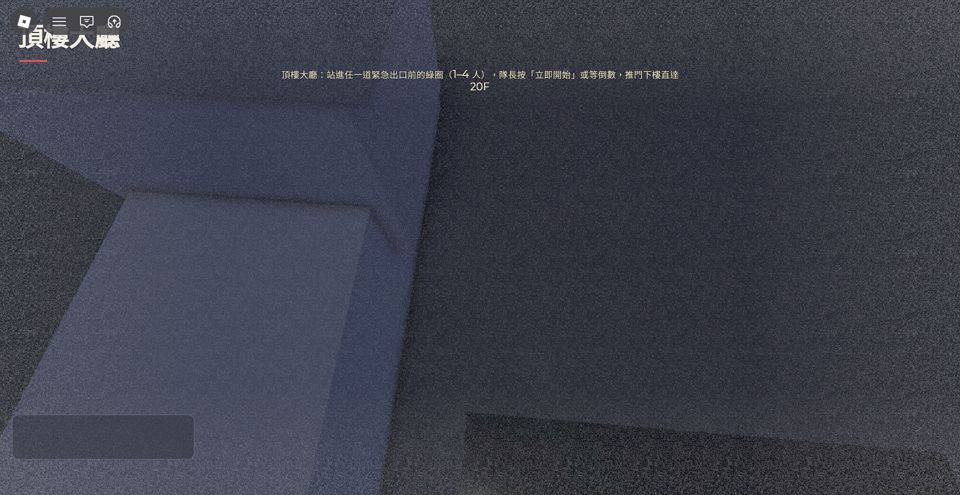 頂樓大廳
頂樓大廳：站進任一道緊急出口前的綠圈（1–4 人），隊長按「立即開始」或等倒數，推門下樓直達
20F